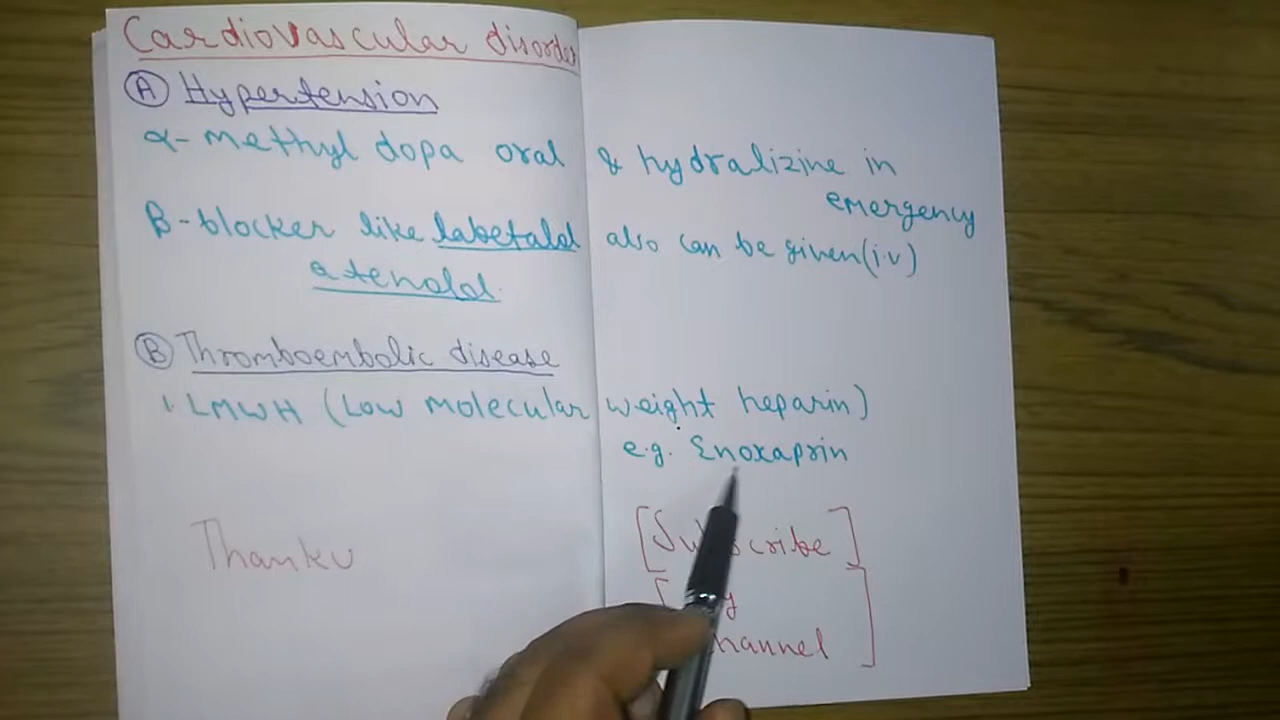 Cardiovascular disorder
A Hypertension
α-methyl dopa oral & hydralizine in
emergency
β-blocker like labetalol also can be given (i.v)
atenolol
B Thromboembolic disease
1. LMWH (Low molecular weight heparin)
e.g. Enoxaprin
Thanku
[Subscribe]
channel